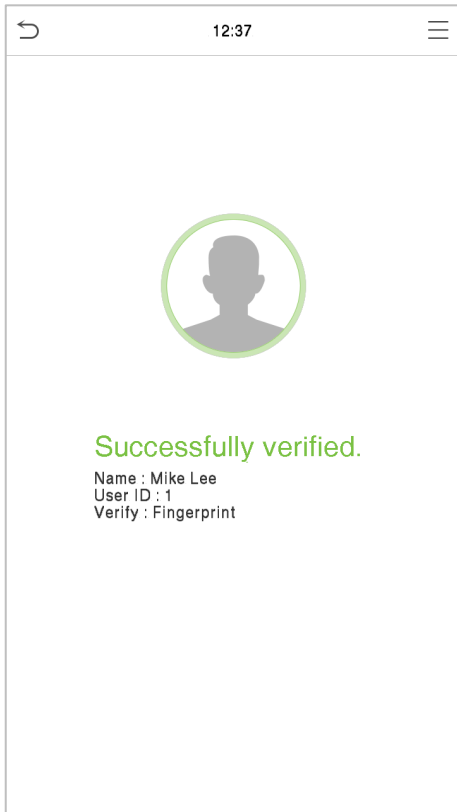 12:37
Successfully verified.
Name : Mike Lee
User ID : 1
Verify : Fingerprint